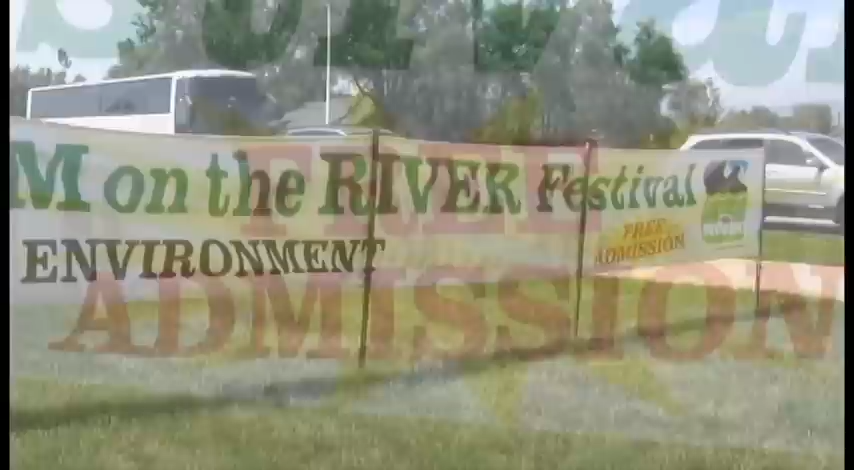 M on the RIVER Festival
ENVIRONMENT
FREE
ADMISSION
FREE
ADMISSION